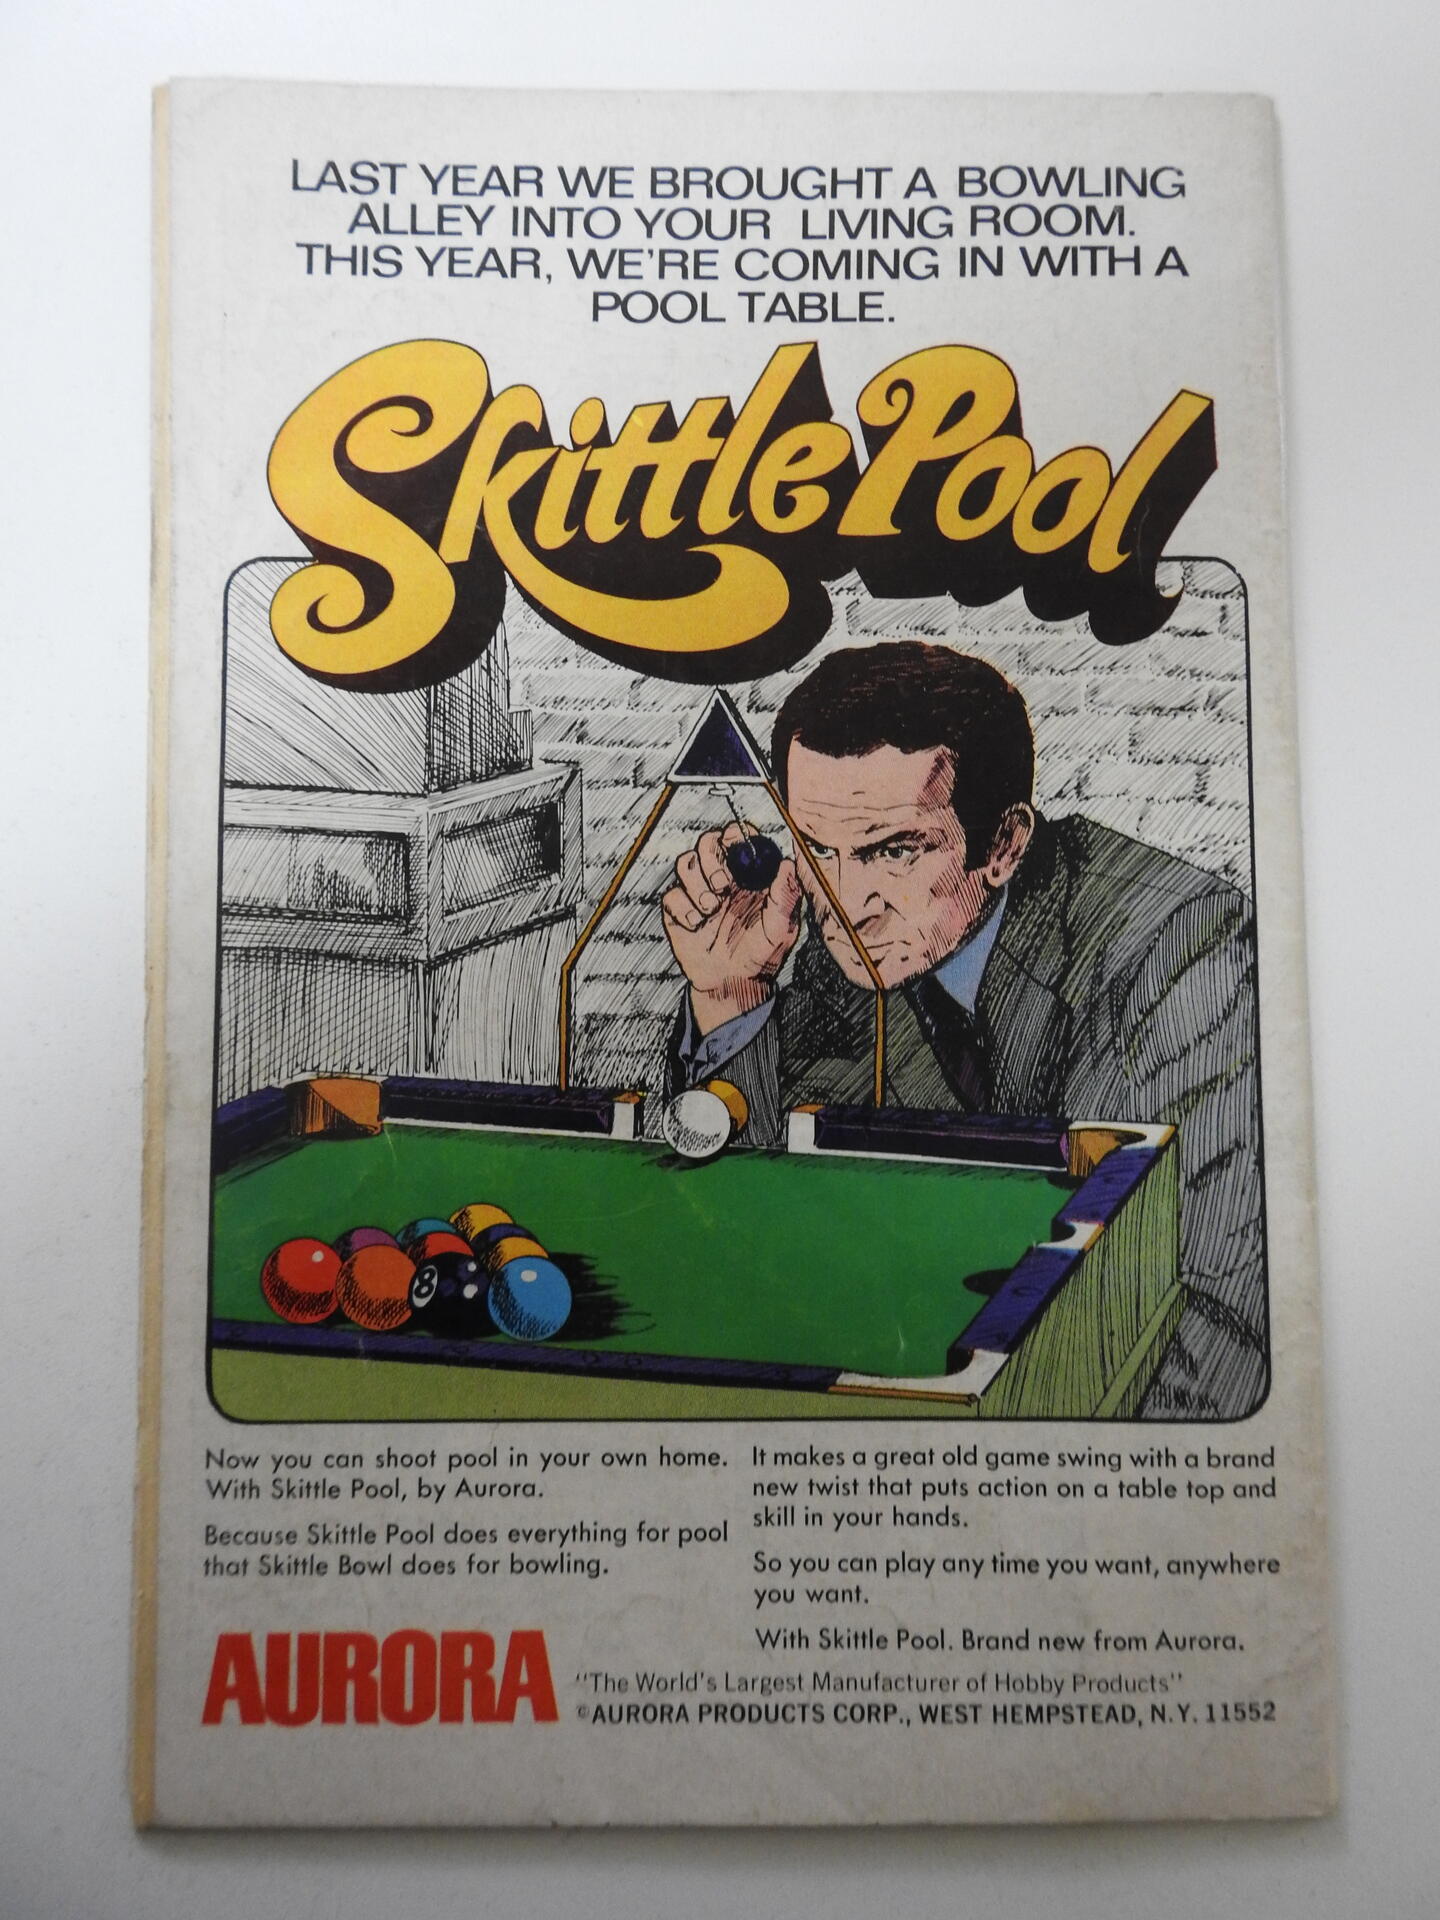 LAST YEAR WE BROUGHT A BOWLING
ALLEY INTO YOUR LIVING ROOM.
THIS YEAR, WE'RE COMING IN WITH A
POOL TABLE.
Skittle Pool
8
Now you can shoot pool in your own home.
With Skittle Pool, by Aurora.
Because Skittle Pool does everything for pool
that Skittle Bowl does for bowling.
It makes a great old game swing with a brand
new twist that puts action on a table top and
skill in your hands.
So you can play any time you want, anywhere
you want.
With Skittle Pool. Brand new from Aurora.
AURORA
"The World's Largest Manufacturer of Hobby Products"
©AURORA PRODUCTS CORP., WEST HEMPSTEAD, N.Y. 11552